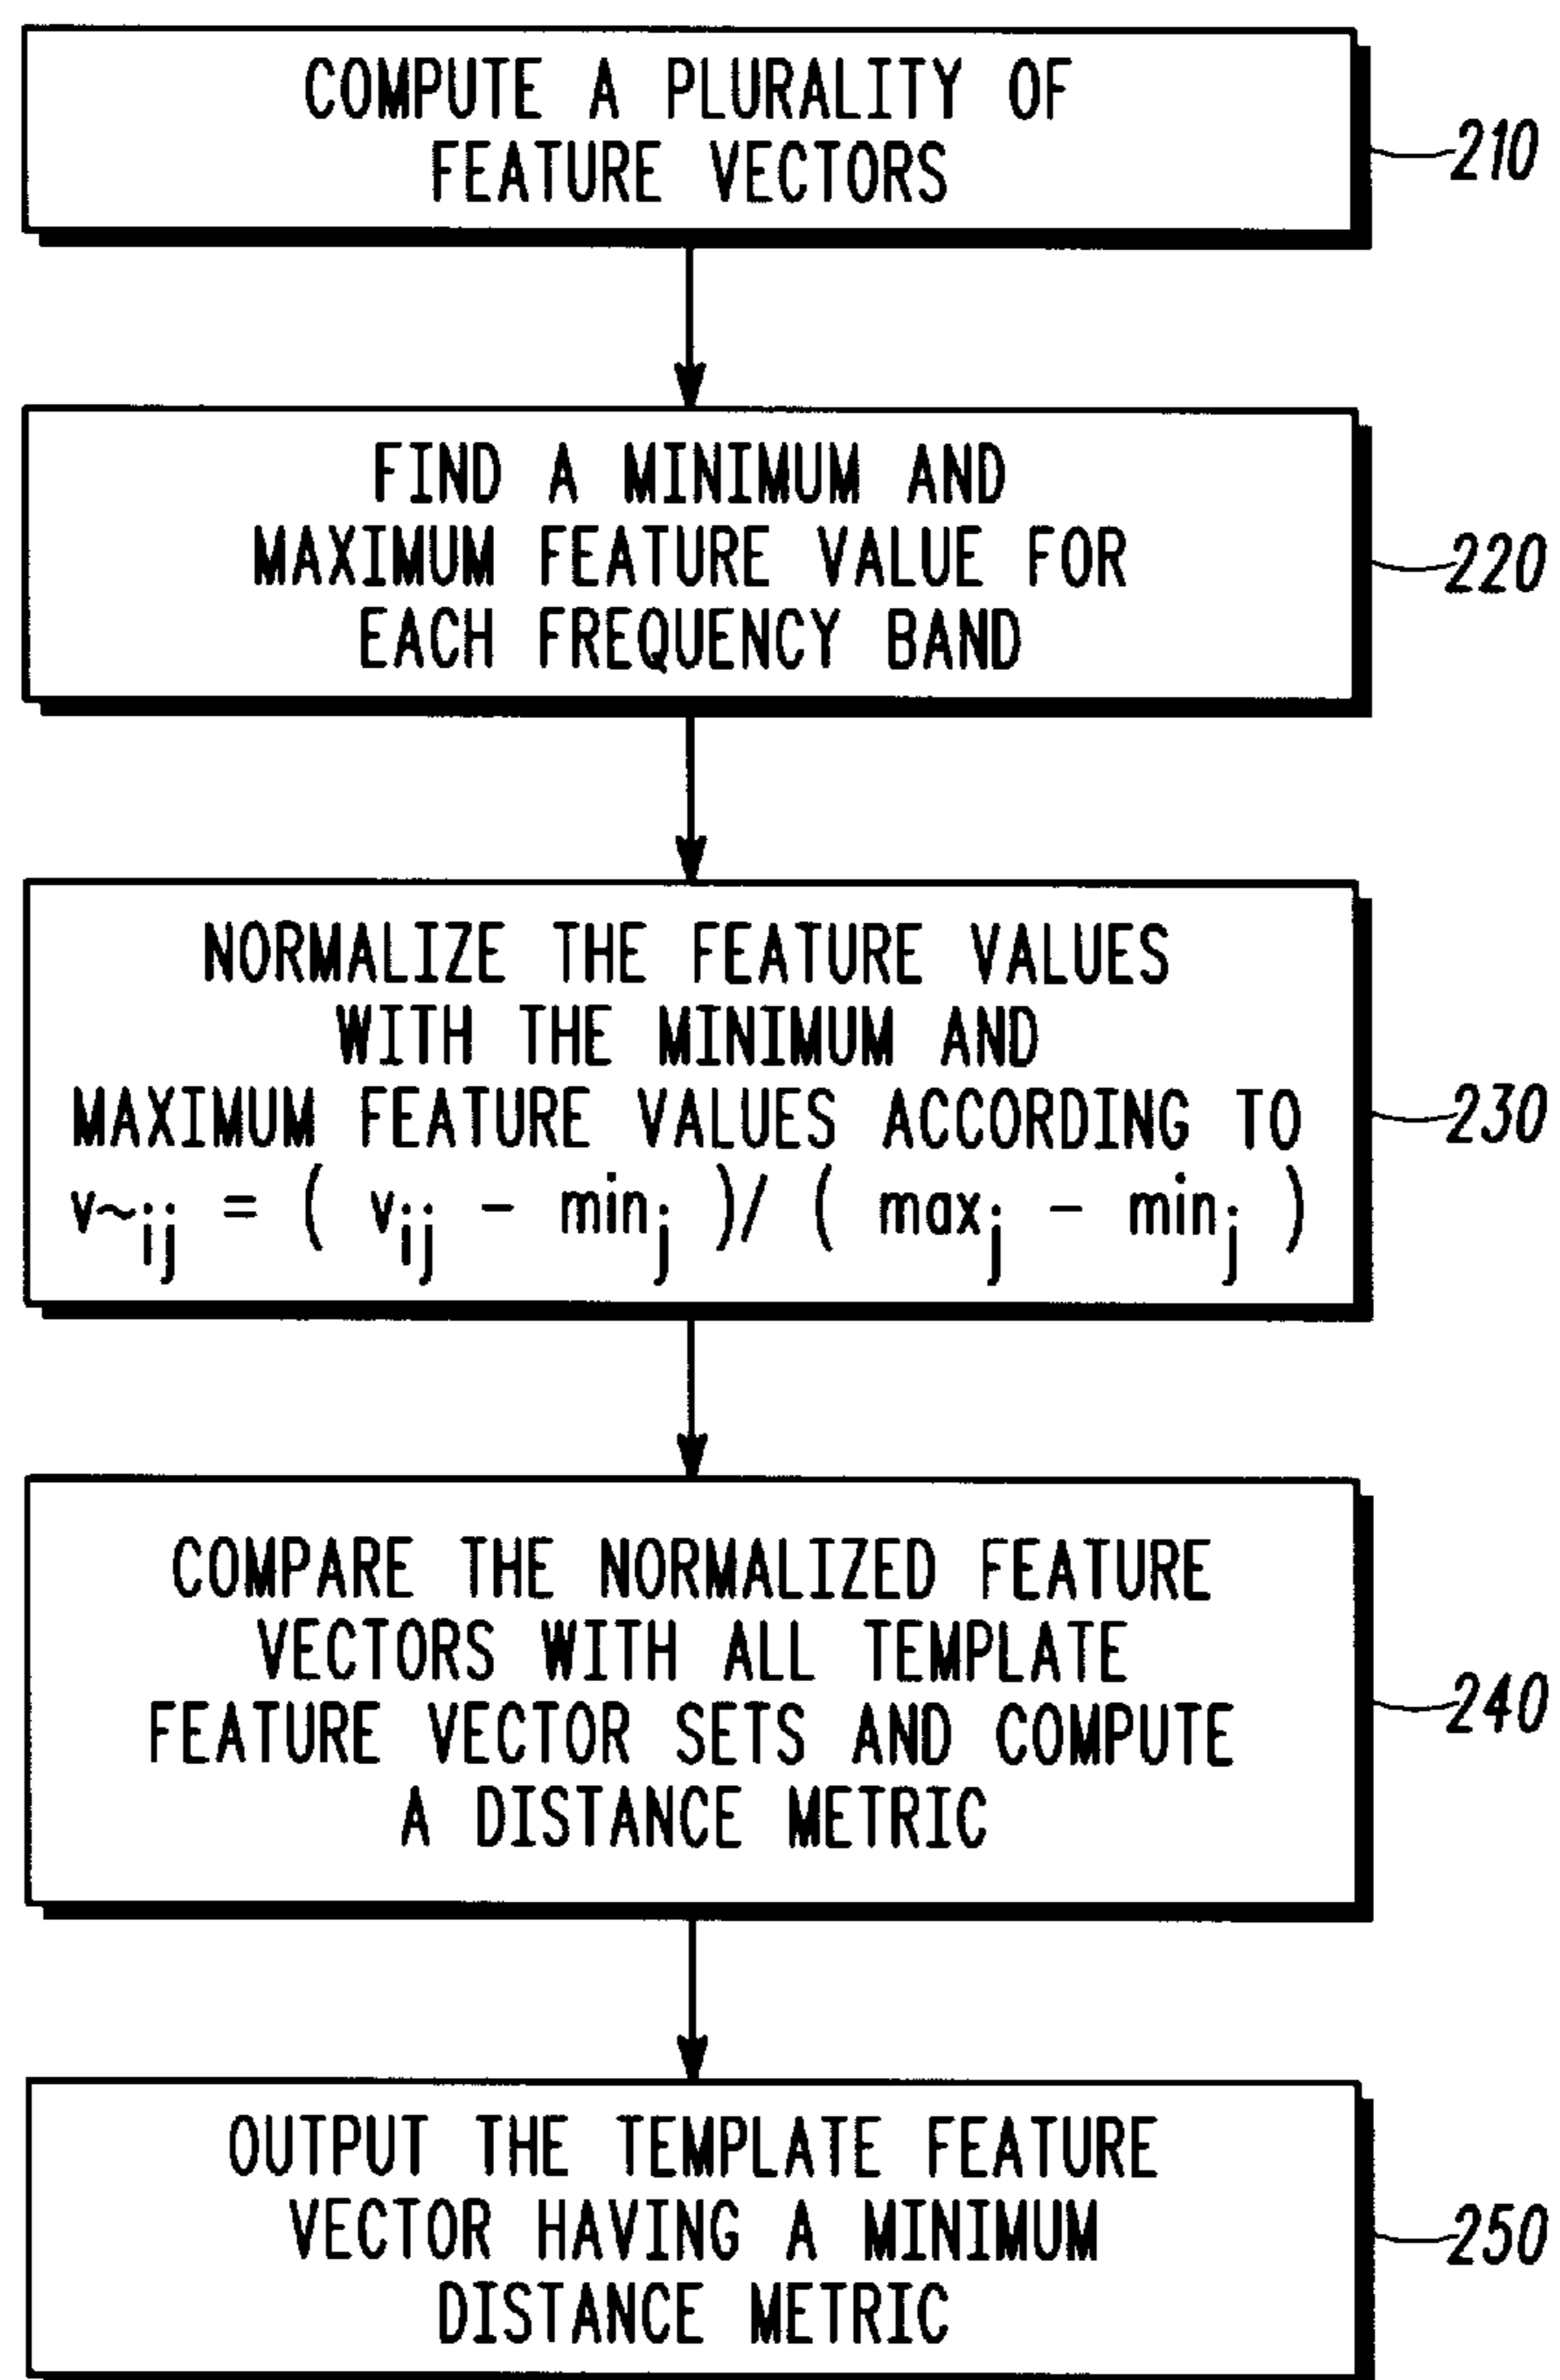 COMPUTE A PLURALITY OF
FEATURE VECTORS
210
FIND A MINIMUM AND
MAXIMUM FEATURE VALUE FOR
EACH FREQUENCY BAND
220
NORMALIZE THE FEATURE VALUES
WITH THE MINIMUM AND
MAXIMUM FEATURE VALUES ACCORDING TO
v~ij = ( vij - minj )/ ( maxj - minj )
230
COMPARE THE NORMALIZED FEATURE
VECTORS WITH ALL TEMPLATE
FEATURE VECTOR SETS AND COMPUTE
A DISTANCE METRIC
240
OUTPUT THE TEMPLATE FEATURE
VECTOR HAVING A MINIMUM
DISTANCE METRIC
250